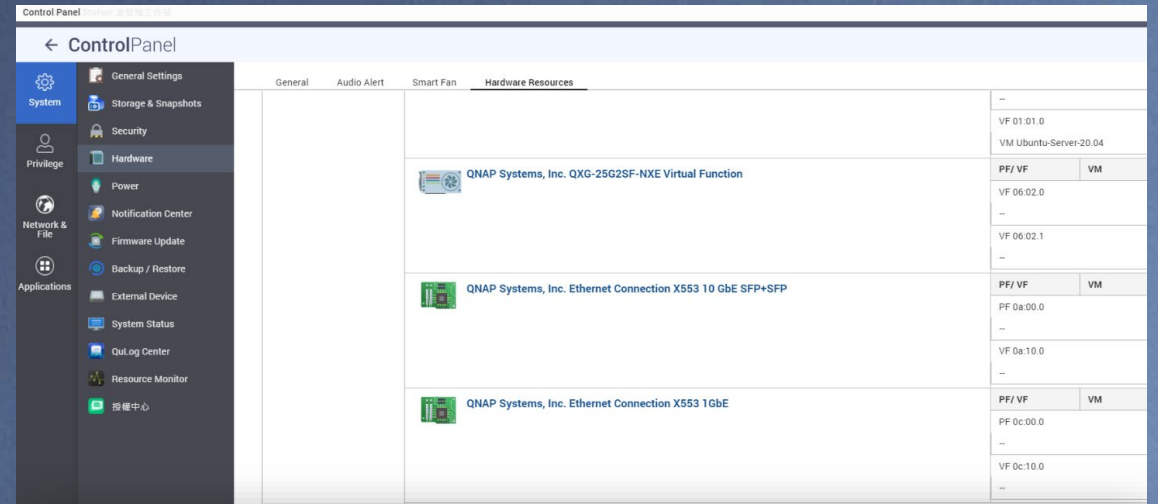 Control Panel
← ControlPanel
System
Privilege
Network &
File
Applications
General Settings
Storage & Snapshots
Security
Hardware
Power
Notification Center
Firmware Update
Backup / Restore
External Device
System Status
QuLog Center
Resource Monitor
授權中心
General Audio Alert Smart Fan Hardware Resources
--
VF 01:01.0
VM Ubuntu-Server-20.04
QNAP Systems, Inc. QXG-25G2SF-NXE Virtual Function
PF/ VF VM
VF 06:02.0
--
VF 06:02.1
--
QNAP Systems, Inc. Ethernet Connection X553 10 GbE SFP+SFP
PF/ VF VM
PF 0a:00.0
--
VF 0a:10.0
--
QNAP Systems, Inc. Ethernet Connection X553 1GbE
PF/ VF VM
PF 0c:00.0
--
VF 0c:10.0
--